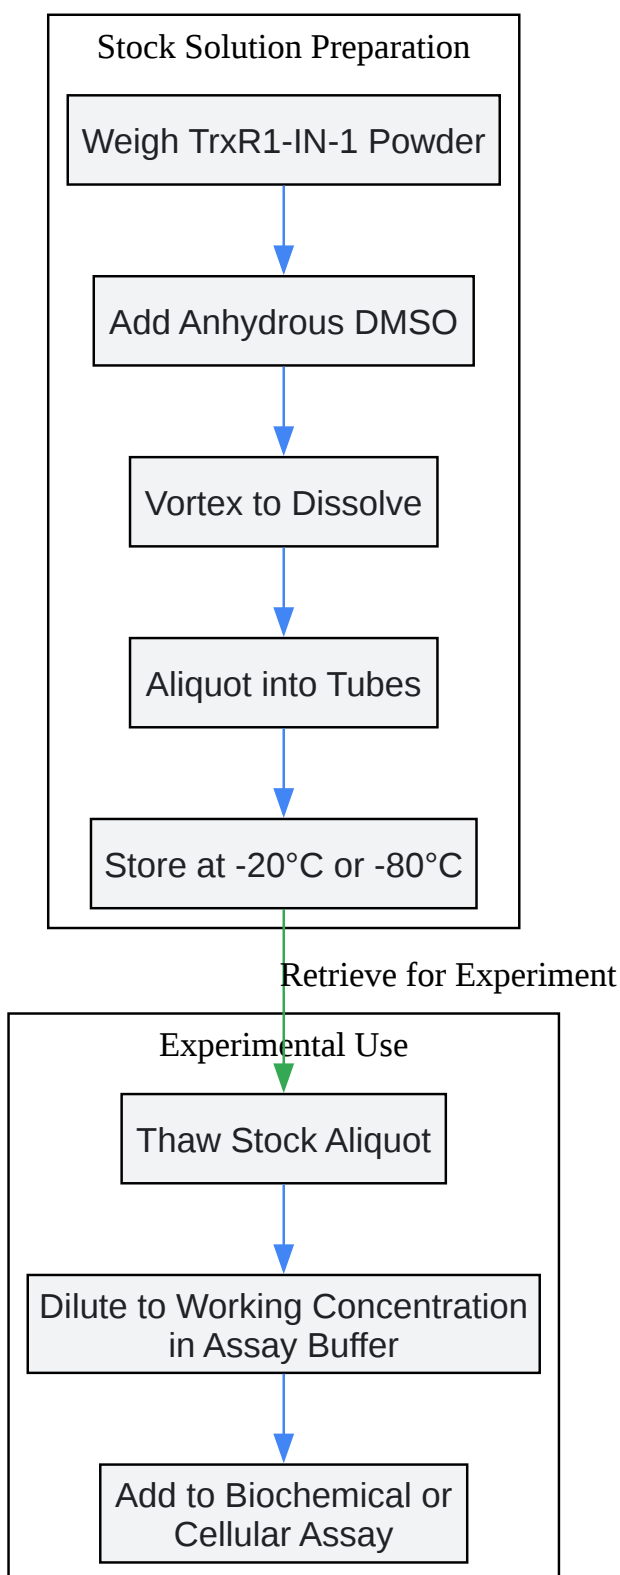 Stock Solution Preparation
Weigh TrxR1-IN-1 Powder
Add Anhydrous DMSO
Vortex to Dissolve
Aliquot into Tubes
Store at -20°C or -80°C
Retrieve for Experiment
Experimental Use
Thaw Stock Aliquot
Dilute to Working Concentration
in Assay Buffer
Add to Biochemical or
Cellular Assay